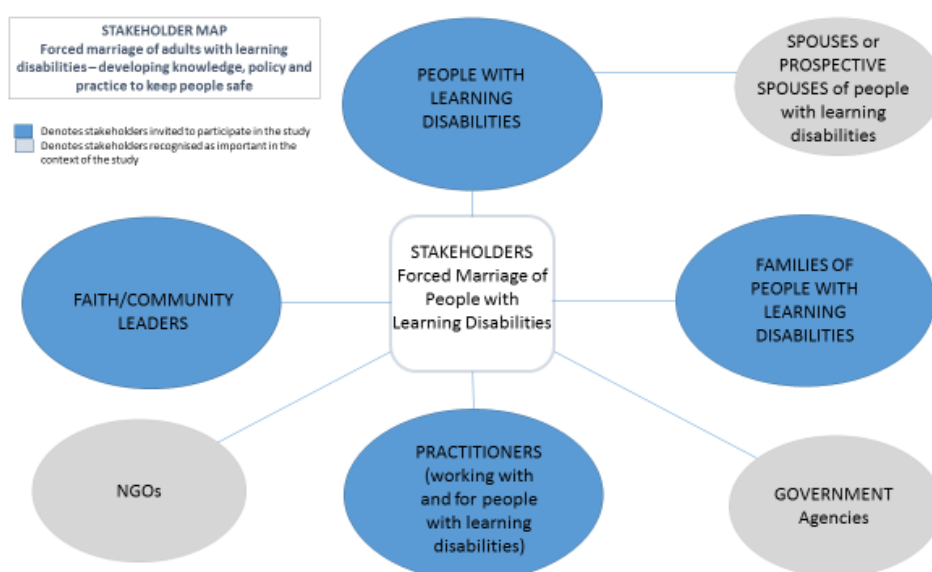 STAKEHOLDER MAP
Forced marriage of adults with learning
disabilities – developing knowledge, policy and
practice to keep people safe
Denotes stakeholders invited to participate in the study
Denotes stakeholders recognised as important in the
context of the study
PEOPLE WITH
LEARNING
DISABILITIES
SPOUSES or
PROSPECTIVE
SPOUSES of people
with learning
disabilities
FAITH/COMMUNITY
LEADERS
STAKEHOLDERS
Forced Marriage of
People with
Learning Disabilities
FAMILIES OF
PEOPLE WITH
LEARNING
DISABILITIES
NGOs
PRACTITIONERS
(working with
and for people
with learning
disabilities)
GOVERNMENT
Agencies